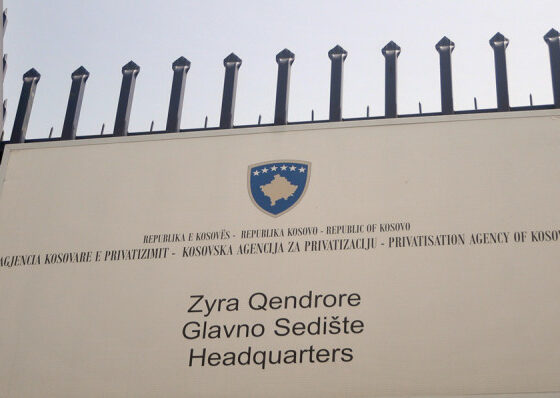 REPUBLIKA E KOSOVËS - REPUBLIKA KOSOVO - REPUBLIC OF KOSOVO
AGJENCIA KOSOVARE E PRIVATIZIMIT - KOSOVSKA AGENCIJA ZA PRIVATIZACIJU - PRIVATISATION AGENCY OF
Zyra Qendrore
Glavno Sedište
Headquarters